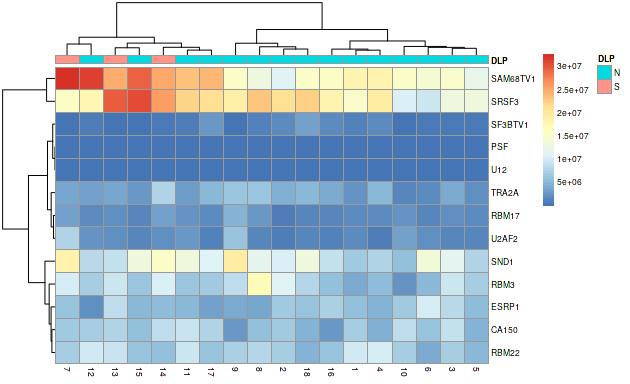 DLP
SAM68TV1
SRSF3
SF3BTV1
PSF
U12
TRA2A
RBM17
U2AF2
SND1
RBM3
ESRP1
CA150
RBM22
7 12 13 15 14 11 17 9 8 2 18 16 1 4 10 6 3 5
3e+07
2.5e+07
2e+07
1.5e+07
1e+07
5e+06
DLP
N
S